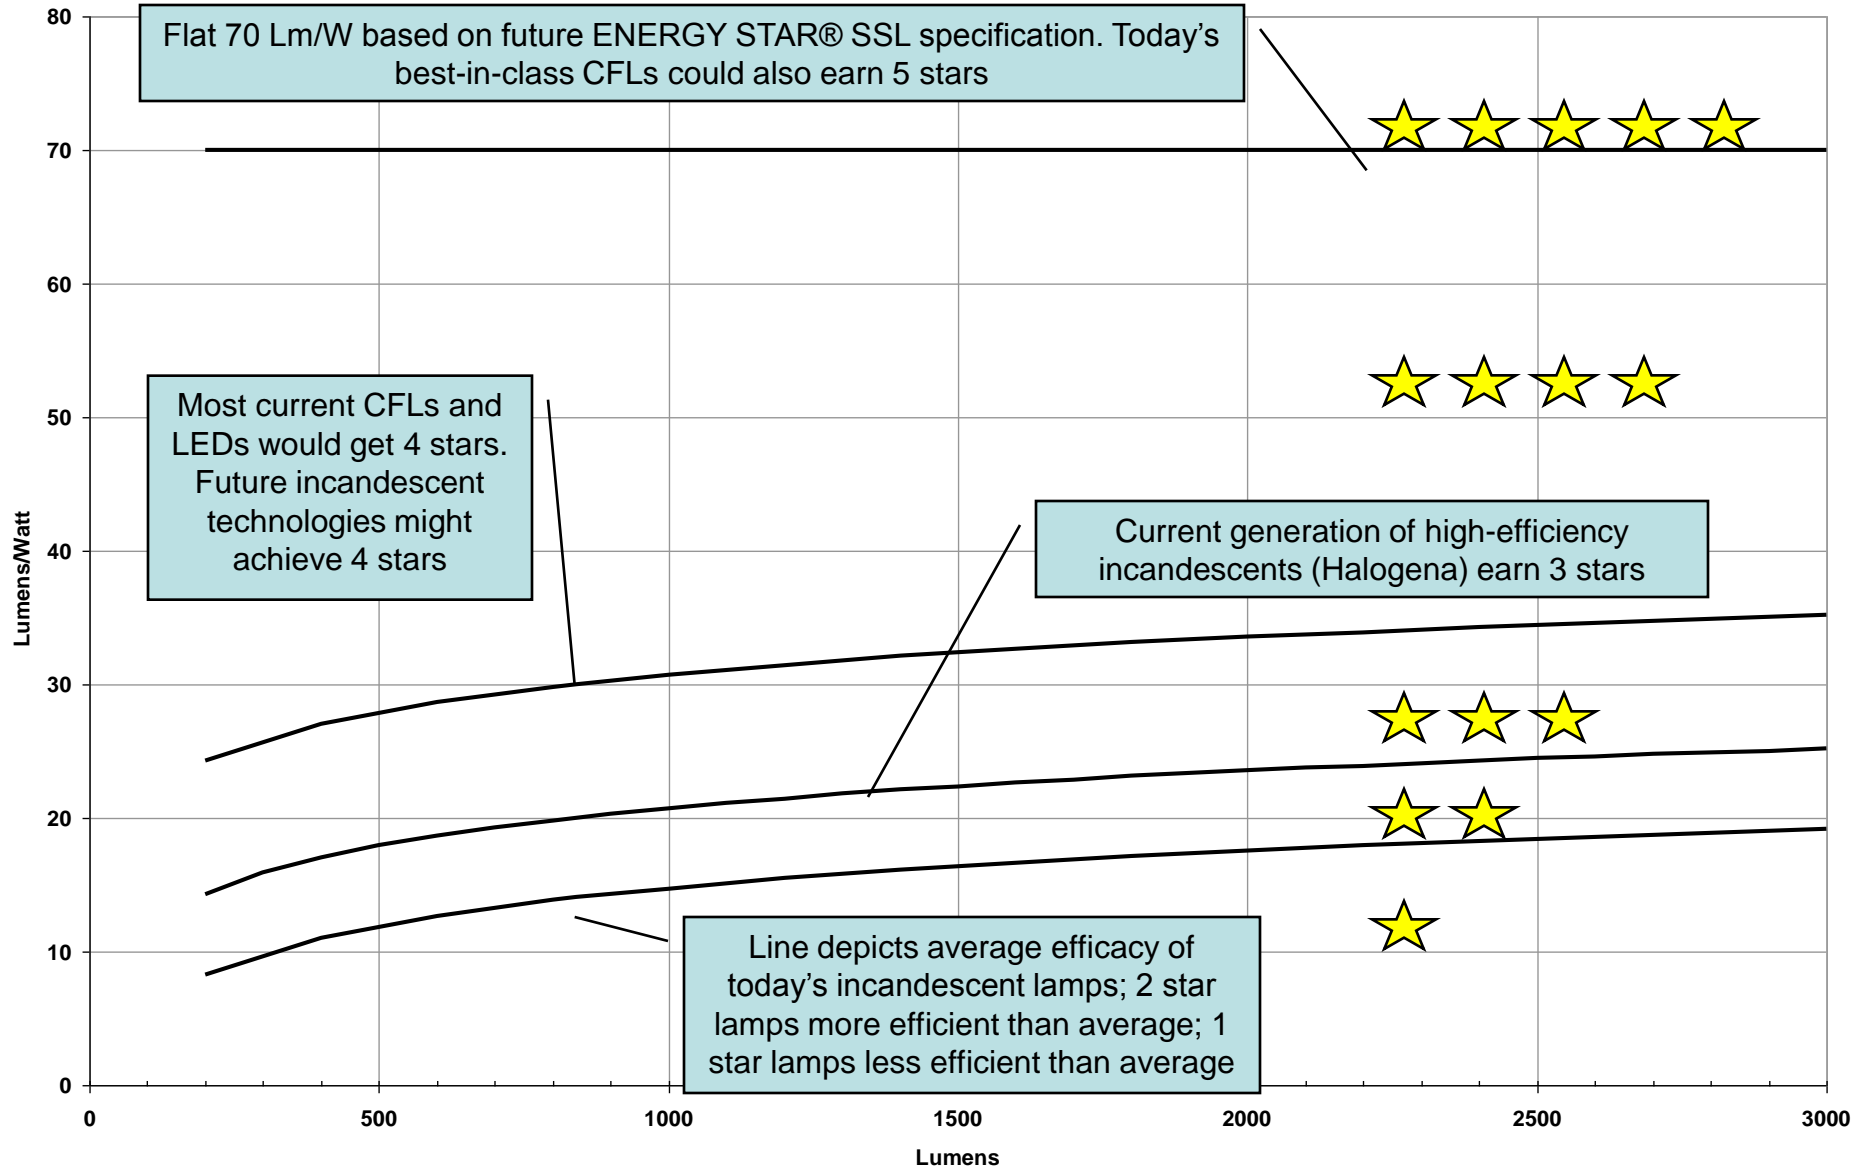 Flat 70 Lm/W based on future ENERGY STAR® SSL specification. Today's
best-in-class CFLs could also earn 5 stars
Most current CFLs and
LEDs would get 4 stars.
Future incandescent
technologies might
achieve 4 stars
Current generation of high-efficiency
incandescents (Halogena) earn 3 stars
Line depicts average efficacy of
today's incandescent lamps; 2 star
lamps more efficient than average; 1
star lamps less efficient than average
Lumens/Watt
80
70
60
50
40
30
20
10
0
0 500 1000 1500 2000 2500 3000
Lumens